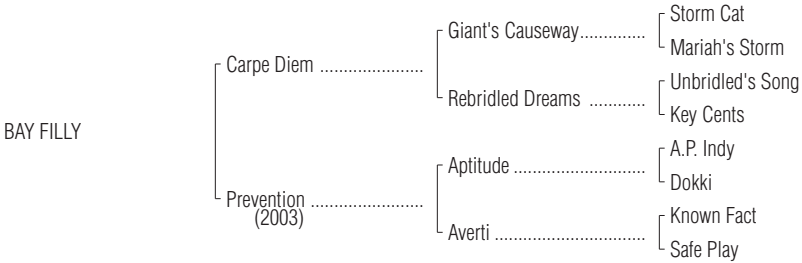 Storm Cat
Giant's Causeway..............
Mariah's Storm
Carpe Diem ......................
Unbridled's Song
Rebridled Dreams ............
Key Cents
BAY FILLY
A.P. Indy
Aptitude ............................
Dokki
Prevention ........................
(2003)
Known Fact
Averti ................................
Safe Play